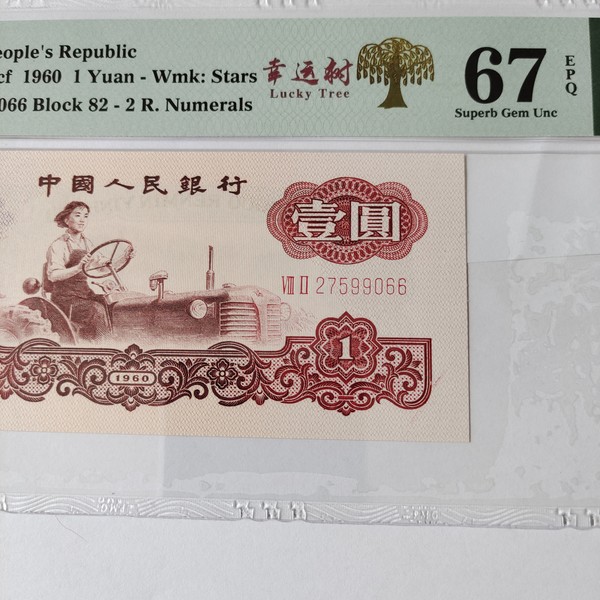 eople's Republic
cf 1960 1 Yuan - Wmk: Stars
066 Block 82 - 2 R. Numerals
幸运树
Lucky Tree
67
EPQ
Superb Gem Unc
中國人民銀行
壹圓
VIII II 27599066
1
1960